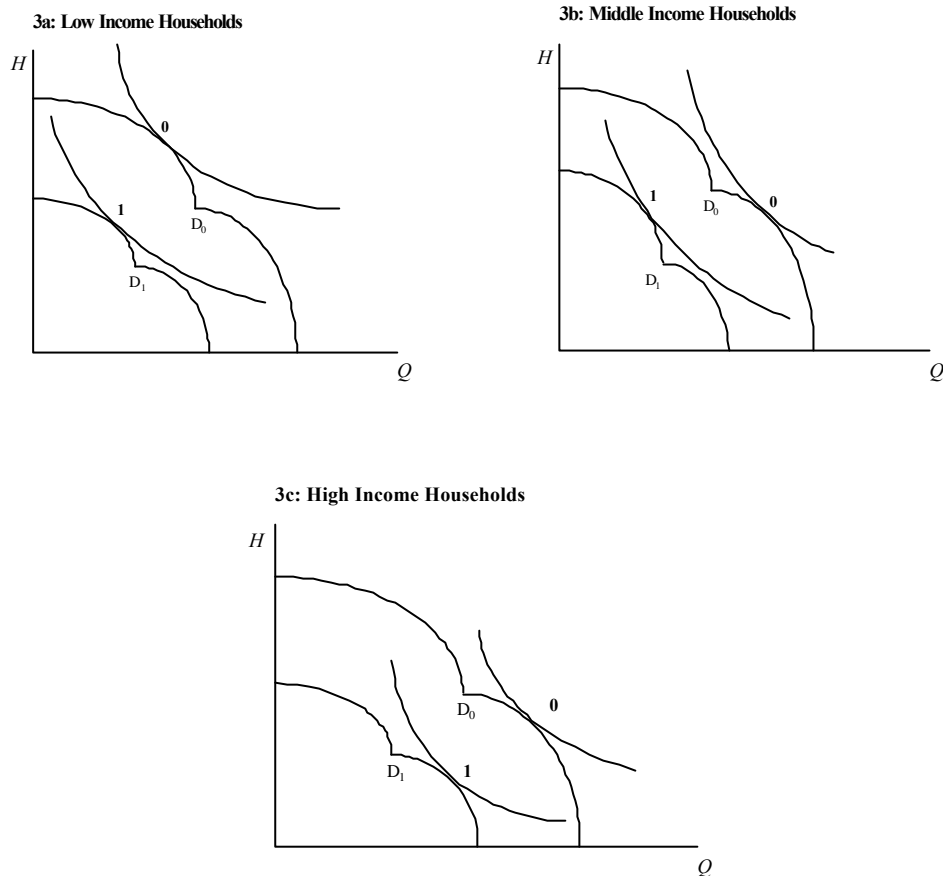 3a: Low Income Households
H
0
1
D0
D1
Q
3b: Middle Income Households
H
1
0
D0
D1
Q
3c: High Income Households
H
D0
0
D1
1
Q